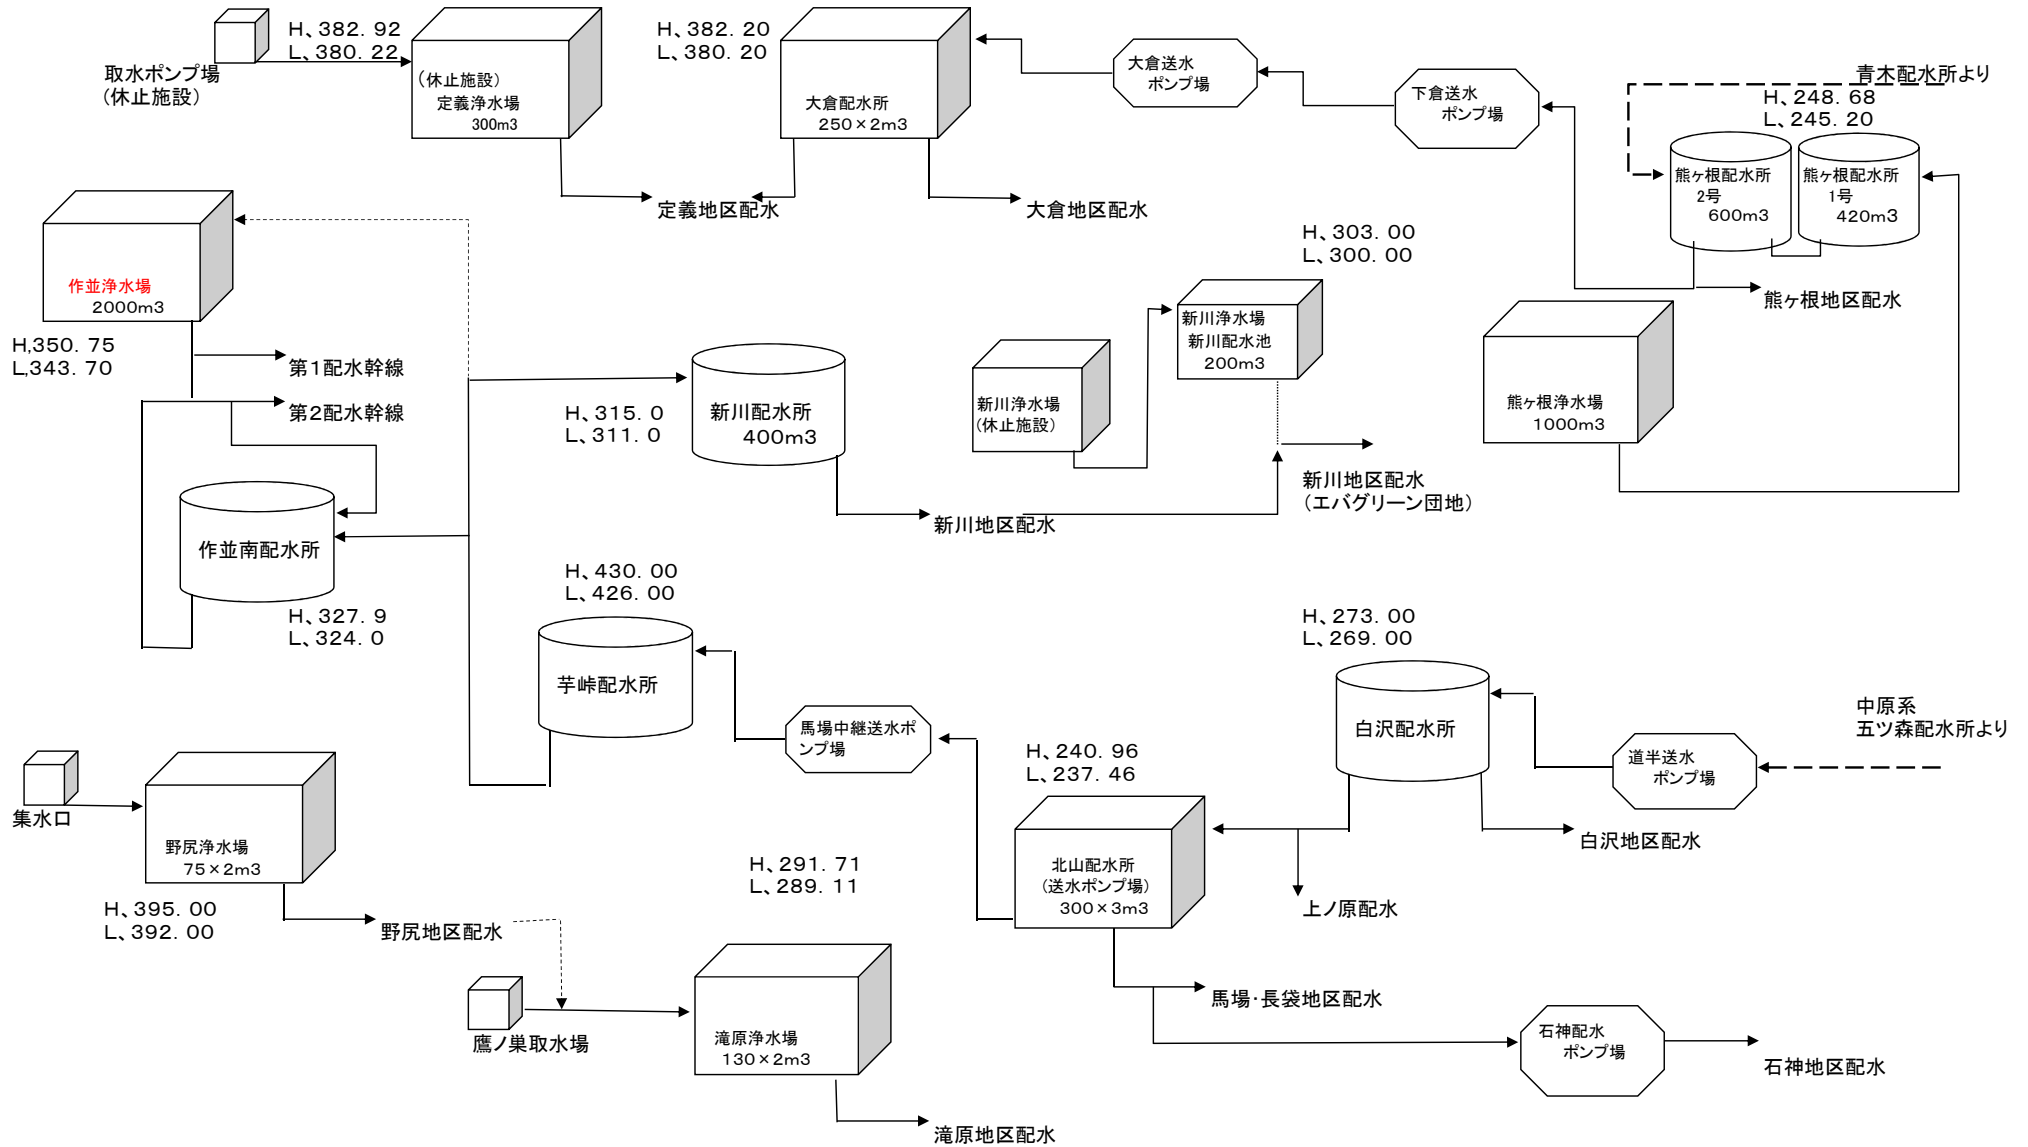 H、382. 92
L、380. 22
取水ポンプ場
(休止施設)
(休止施設)
定義浄水場
300m3
H、382. 20
L、380. 20
大倉配水所
250×2m3
大倉送水
ポンプ場
下倉送水
ポンプ場
青木配水所より
H、248. 68
L、245. 20
熊ヶ根配水所
2号
600m3
熊ヶ根配水所
1号
420m3
定義地区配水
大倉地区配水
熊ヶ根地区配水
作並浄水場
2000m3
H,350. 75
L,343. 70
第1配水幹線
第2配水幹線
H、303. 00
L、300. 00
新川浄水場
新川配水池
200m3
新川浄水場
(休止施設)
H、315. 0
L、311. 0
新川配水所
400m3
熊ヶ根浄水場
1000m3
新川地区配水
(エバグリーン団地)
新川地区配水
作並南配水所
H、327. 9
L、324. 0
H、430. 00
L、426. 00
芋峠配水所
馬場中継送水ポ
ンプ場
H、273. 00
L、269. 00
白沢配水所
中原系
五ツ森配水所より
道半送水
ポンプ場
白沢地区配水
H、240. 96
L、237. 46
北山配水所
(送水ポンプ場)
300×3m3
上ノ原配水
集水口
野尻浄水場
75×2m3
H、395. 00
L、392. 00
野尻地区配水
H、291. 71
L、289. 11
鷹ノ巣取水場
滝原浄水場
130×2m3
滝原地区配水
馬場・長袋地区配水
石神配水
ポンプ場
石神地区配水